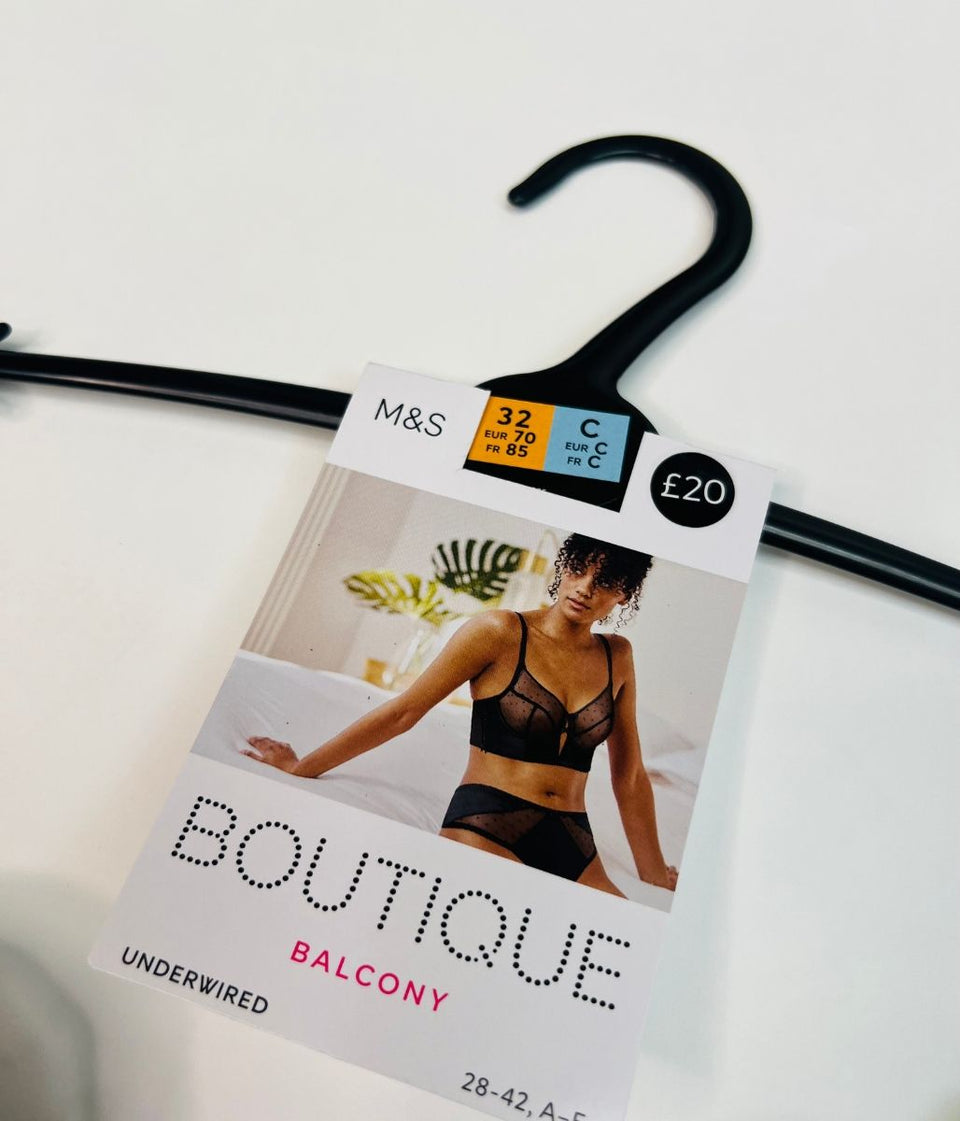 M&S
32
EUR 70
FR 85
C
EUR C
FR C
£20
BOUTIQUE
BALCONY
UNDERWIRED
28-42, A-